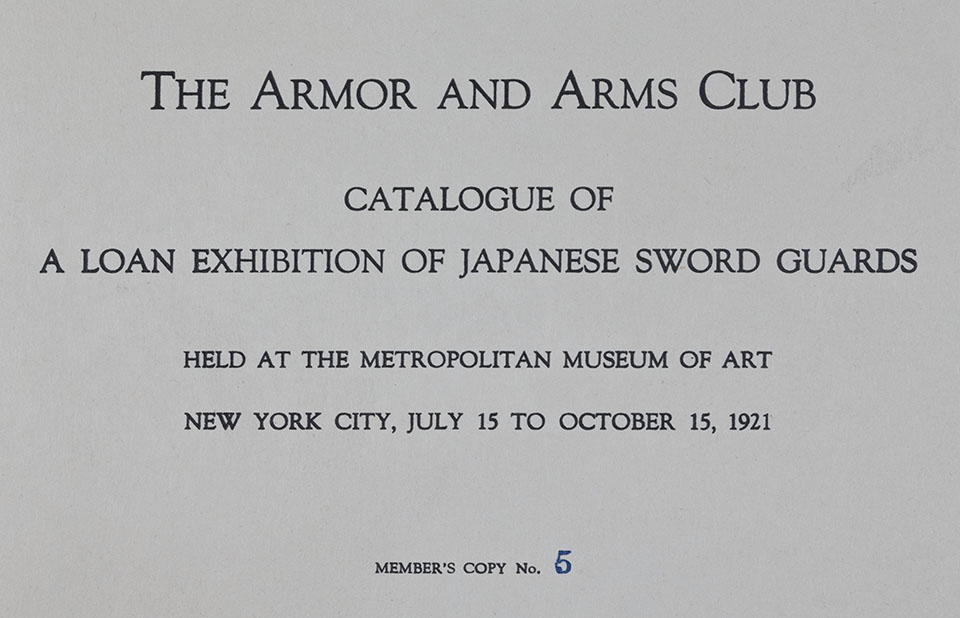 THE ARMOR AND ARMS CLUB
CATALOGUE OF
A LOAN EXHIBITION OF JAPANESE SWORD GUARDS
HELD AT THE METROPOLITAN MUSEUM OF ART
NEW YORK CITY, JULY 15 TO OCTOBER 15, 1921
MEMBER'S COPY No. 5